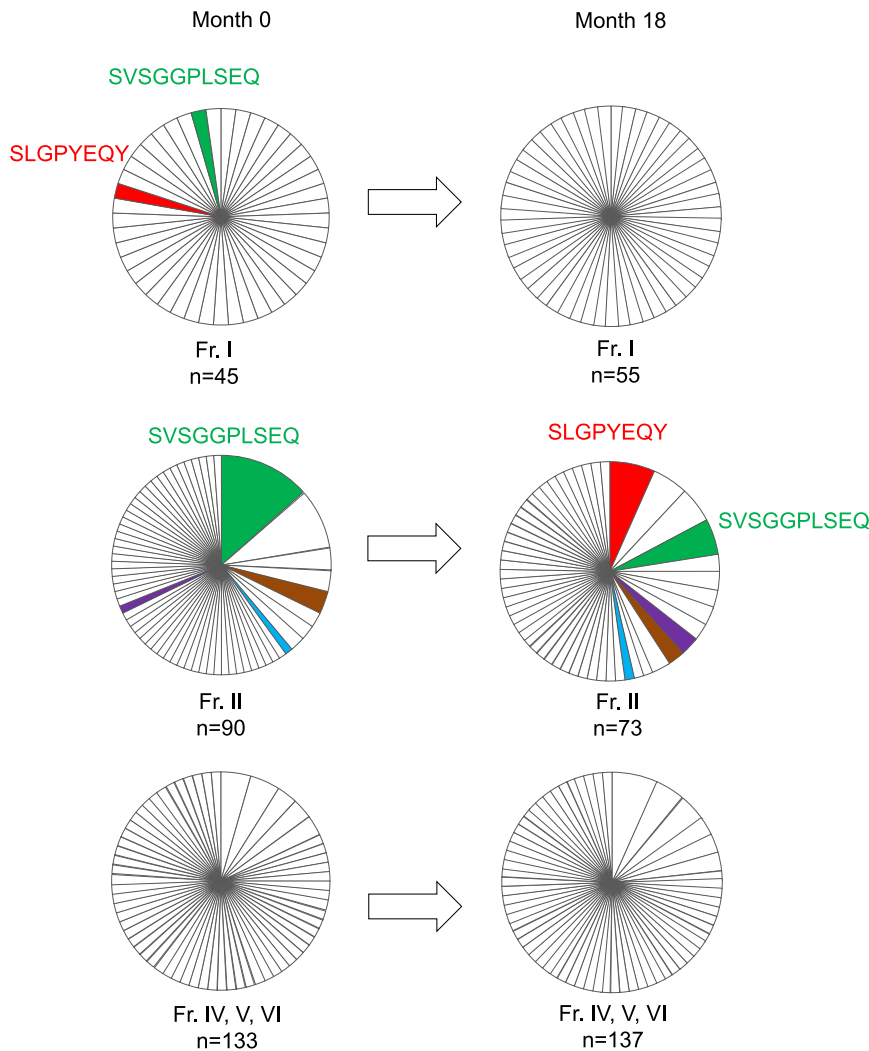 Month 0
Month 18
SVSGGPLSEQ
SLGPYEQY
Fr. I
n=45
Fr. I
n=55
SVSGGPLSEQ
SLGPYEQY
SVSGGPLSEQ
Fr. II
n=90
Fr. II
n=73
Fr. IV, V, VI
n=133
Fr. IV, V, VI
n=137